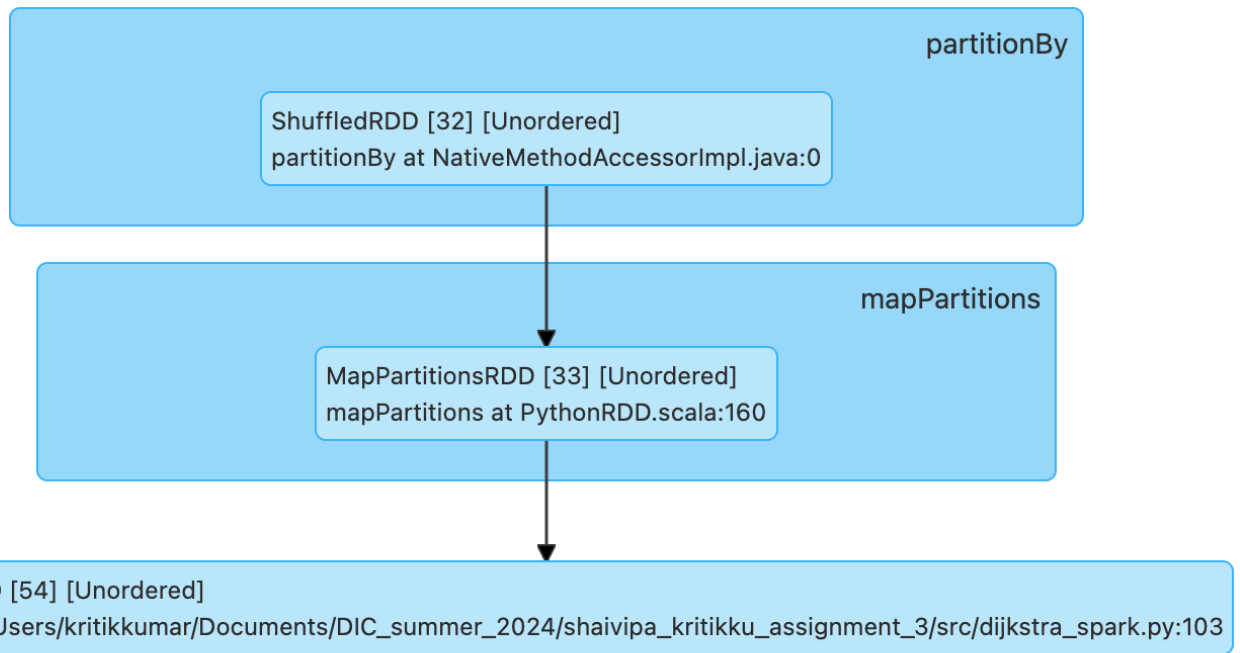 partitionBy
ShuffledRDD [32] [Unordered]
partitionBy at NativeMethodAccessorImpl.java:0
mapPartitions
MapPartitionsRDD [33] [Unordered]
mapPartitions at PythonRDD.scala:160
[54] [Unordered]
Users/kritikkumar/Documents/DIC_summer_2024/shaivipa_kritikku_assignment_3/src/dijkstra_spark.py:103